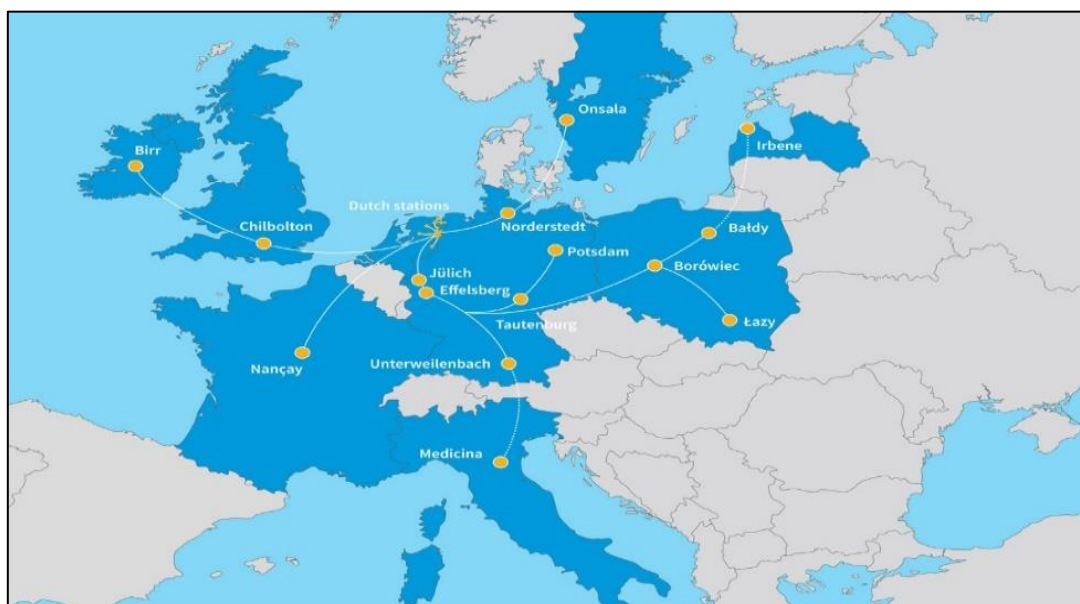 Onsala
Irbene
Birr
Dutch stations
Chilbolton
Norderstedt
Bałdy
Potsdam
Borówiec
Jülich
Effelsberg
Tautenburg
Łazy
Unterweilenbach
Nançay
Medicina